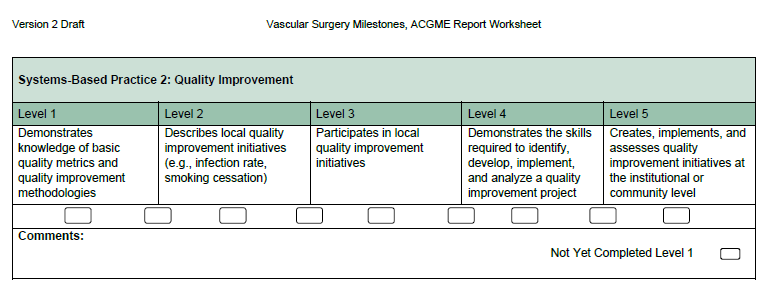 Version 2 Draft
Vascular Surgery Milestones, ACGME Report Worksheet
Systems-Based Practice 2: Quality Improvement
Level 1
Level 2
Level 3
Level 4
Level 5
Demonstrates
knowledge of basic
quality metrics and
quality improvement
methodologies
Describes local quality
improvement initiatives
(e.g., infection rate,
smoking cessation)
Participates in local
quality improvement
initiatives
Demonstrates the skills
required to identify,
develop, implement,
and analyze a quality
improvement project
Creates, implements, and
assesses quality
improvement initiatives at
the institutional or
community level
Comments:
Not Yet Completed Level 1